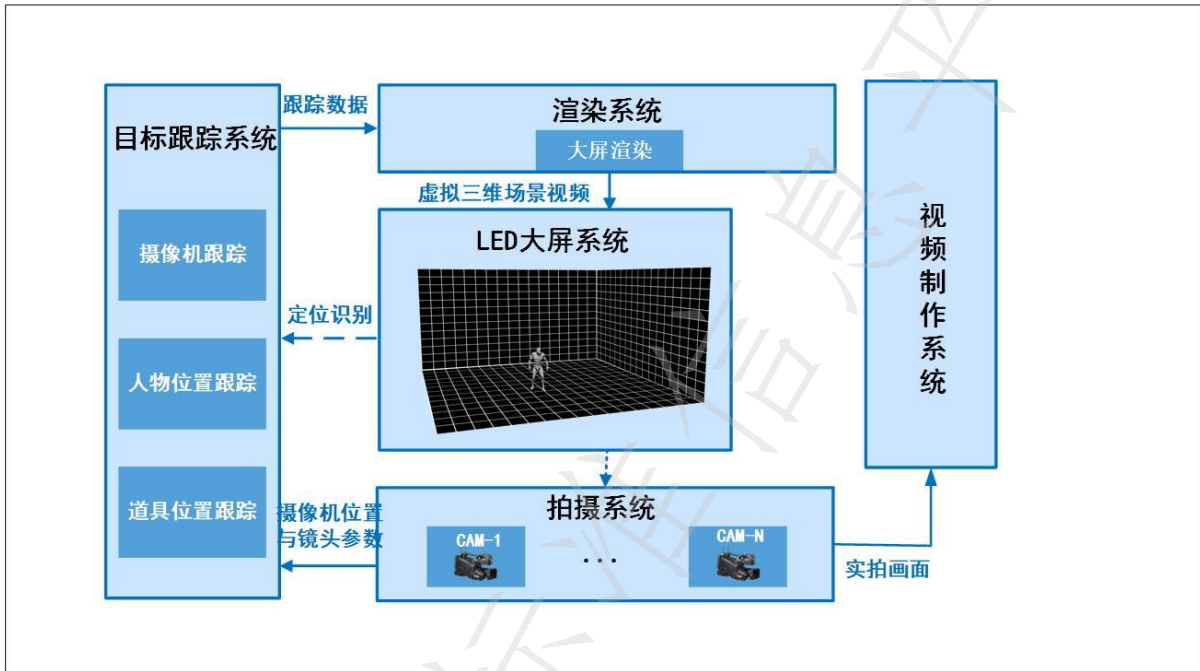 目标跟踪系统
摄像机跟踪
人物位置跟踪
道具位置跟踪
跟踪数据
渲染系统
大屏渲染
虚拟三维场景视频
LED大屏系统
定位识别
摄像机位置
与镜头参数
拍摄系统
CAM-1
...
CAM-N
实拍画面
视
频
制
作
系
统